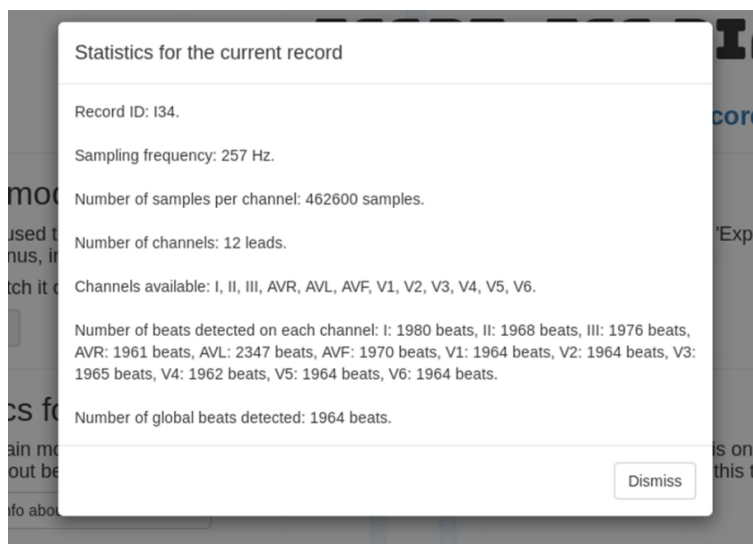 Statistics for the current record
Record ID: I34.
Sampling frequency: 257 Hz.
Number of samples per channel: 462600 samples.
Number of channels: 12 leads.
Channels available: I, II, III, AVR, AVL, AVF, V1, V2, V3, V4, V5, V6.
Number of beats detected on each channel: I: 1980 beats, II: 1968 beats, III: 1976 beats,
AVR: 1961 beats, AVL: 2347 beats, AVF: 1970 beats, V1: 1964 beats, V2: 1964 beats, V3:
1965 beats, V4: 1962 beats, V5: 1964 beats, V6: 1964 beats.
Number of global beats detected: 1964 beats.
Dismiss